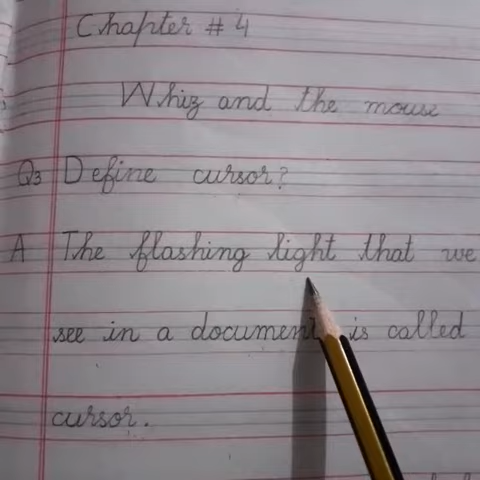 Chapter # 4
Whiz and the mouse
Q3 Define cursor?
A The flashing light that we
see in a document is called
cursor.